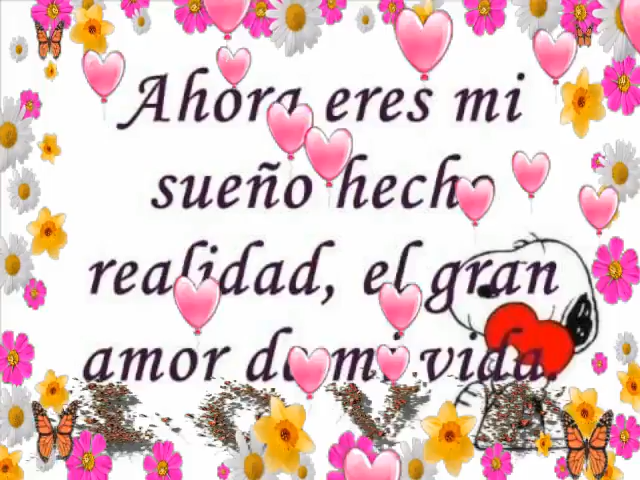 Ahora eres mi
sueño hecho
realidad, el gran
amor de mi vida.